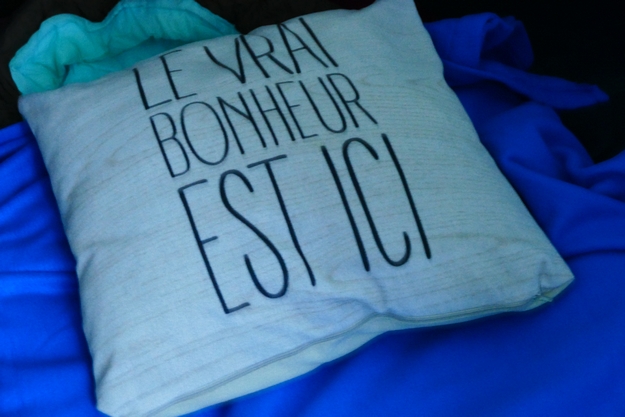 LE VRAI
BONHEUR
EST ICI